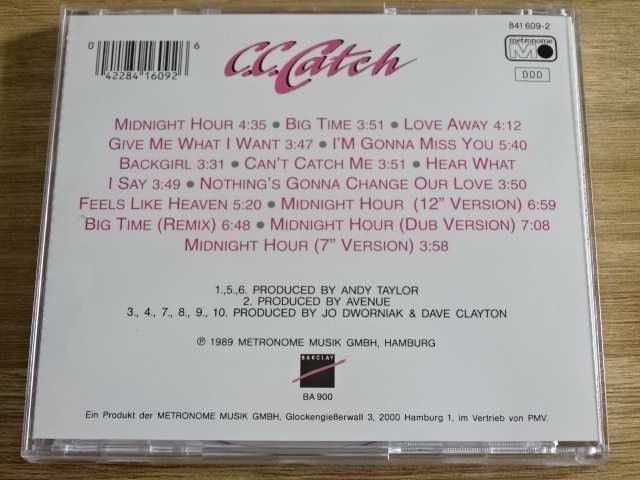 841 609-2
0 42284 16092 6
C.C. Catch
metronome
DDD
MIDNIGHT HOUR 4:35 ● BIG TIME 3:51 ● LOVE AWAY 4:12
GIVE ME WHAT I WANT 3:47 ● I'M GONNA MISS YOU 5:40
BACKGIRL 3:31 ● CAN'T CATCH ME 3:51 ● HEAR WHAT
I SAY 3:49 ● NOTHING'S GONNA CHANGE OUR LOVE 3:50
FEELS LIKE HEAVEN 5:20 ● MIDNIGHT HOUR (12" VERSION) 6:59
BIG TIME (REMIX) 6:48 ● MIDNIGHT HOUR (DUB VERSION) 7:08
MIDNIGHT HOUR (7" VERSION) 3:58
1.,5.,6. PRODUCED BY ANDY TAYLOR
2. PRODUCED BY AVENUE
3., 4., 7., 8., 9., 10. PRODUCED BY JO DWORNIAK & DAVE CLAYTON
℗ 1989 METRONOME MUSIK GMBH, HAMBURG
BARCLAY
BA 900
Ein Produkt der METRONOME MUSIK GMBH, Glockengießerwall 3, 2000 Hamburg 1, im Vertrieb von PMV.